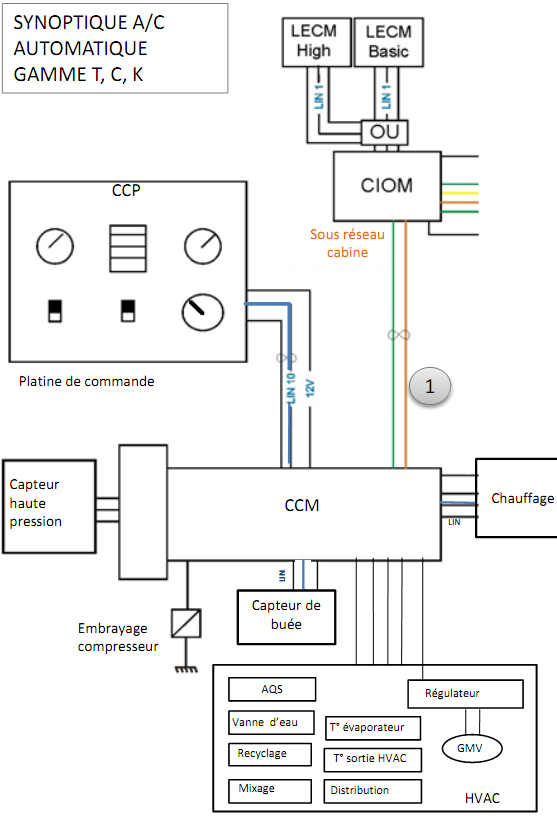 SYNOPTIQUE A/C
AUTOMATIQUE
GAMME T, C, K
LECM
High
LECM
Basic
LIN 1
LIN 1
OU
CIOM
CCP
Sous réseau
cabine
Platine de commande
LIN 10
12V
1
Capteur
haute
pression
CCM
Chauffage
LIN
LIN
Capteur de
buée
Embrayage
compresseur
AQS
Régulateur
Vanne d'eau
T° évaporateur
GMV
Recyclage
T° sortie HVAC
Mixage
Distribution
HVAC